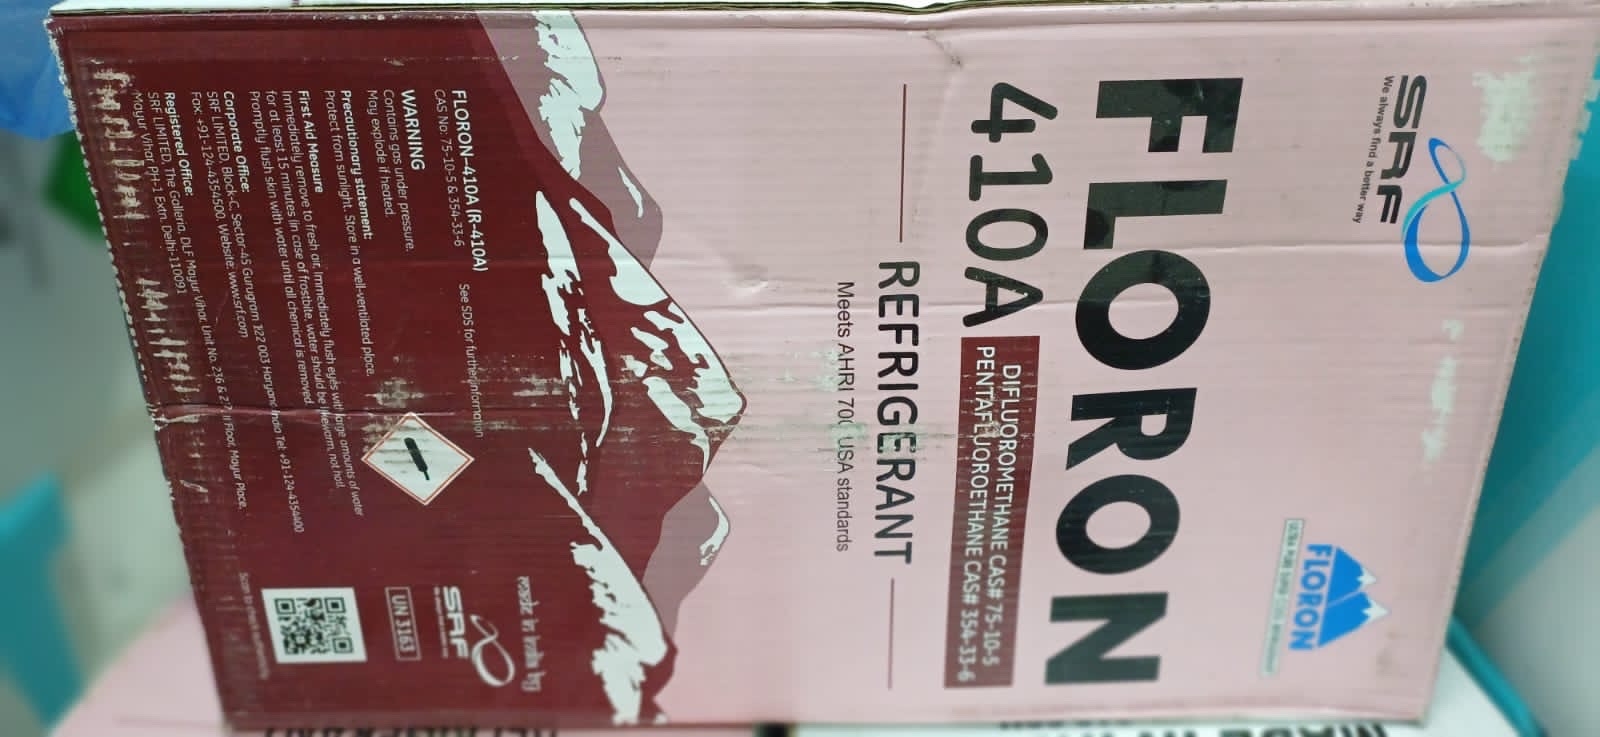 SRF
We always find a better way
FLORON
FLORON
410A
DIFLUOROMETHANE CAS# 75-10-5
PENTAFLUOROETHANE CAS# 354-33-6
REFRIGERANT
Meets AHRI 700 USA standards
FLORON-410A (R-410A)
CAS No: 75-10-5 & 354-33-6
See SDS for further information
WARNING
Contains gas under pressure.
May explode if heated.
Precautionary statement:
Protect from sunlight. Store in a well-ventilated place.
First Aid Measure
Immediately remove to fresh air, immediately flush eyes with large amounts of water
for at least 15 minutes (in case of frostbite, water should be lukewarm, not hot).
Promptly flush skin with water until all chemical is removed.
Corporate Office:
SRF LIMITED, Block-C, Sector-45 Gurugram 122 003 Haryana India Tel: +91-124-4354400
Fax: +91-124-4354500. Website: www.srf.com
Registered Office:
SRF LIMITED, The Galleria, DLF Mayur Vihar, Unit No. 236 & Floor, Mayur Place,
Mayur Vihar PH-1 Extn. Delhi-110091
made in India by
SRF
UN 3163
Scan to check authenticity